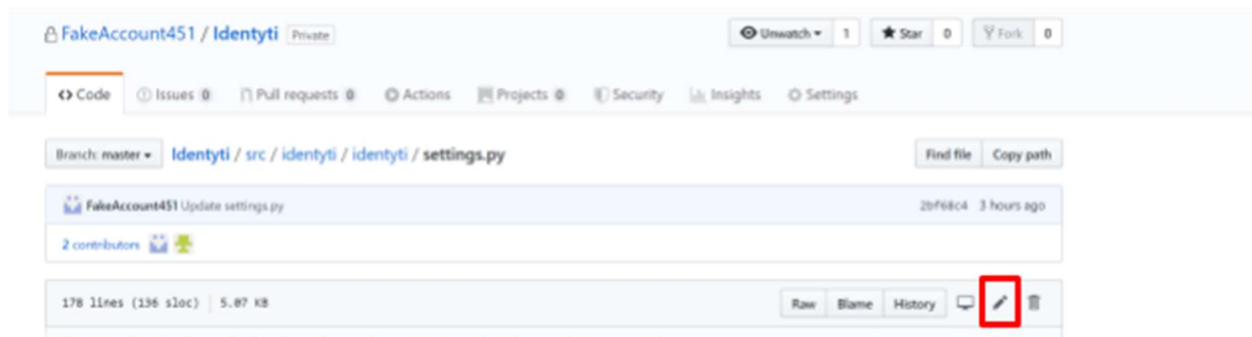 FakeAccount451 / Identyti Private Unwatch 1 Star 0 Fork 0
Code Issues 0 Pull requests 0 Actions Projects 0 Security Insights Settings
Branch: master Identyti / src / identyti / identyti / settings.py Find file Copy path
FakeAccount451 Update settings.py 2bf68c4 3 hours ago
2 contributors
178 lines (136 sloc) 5.07 KB Raw Blame History